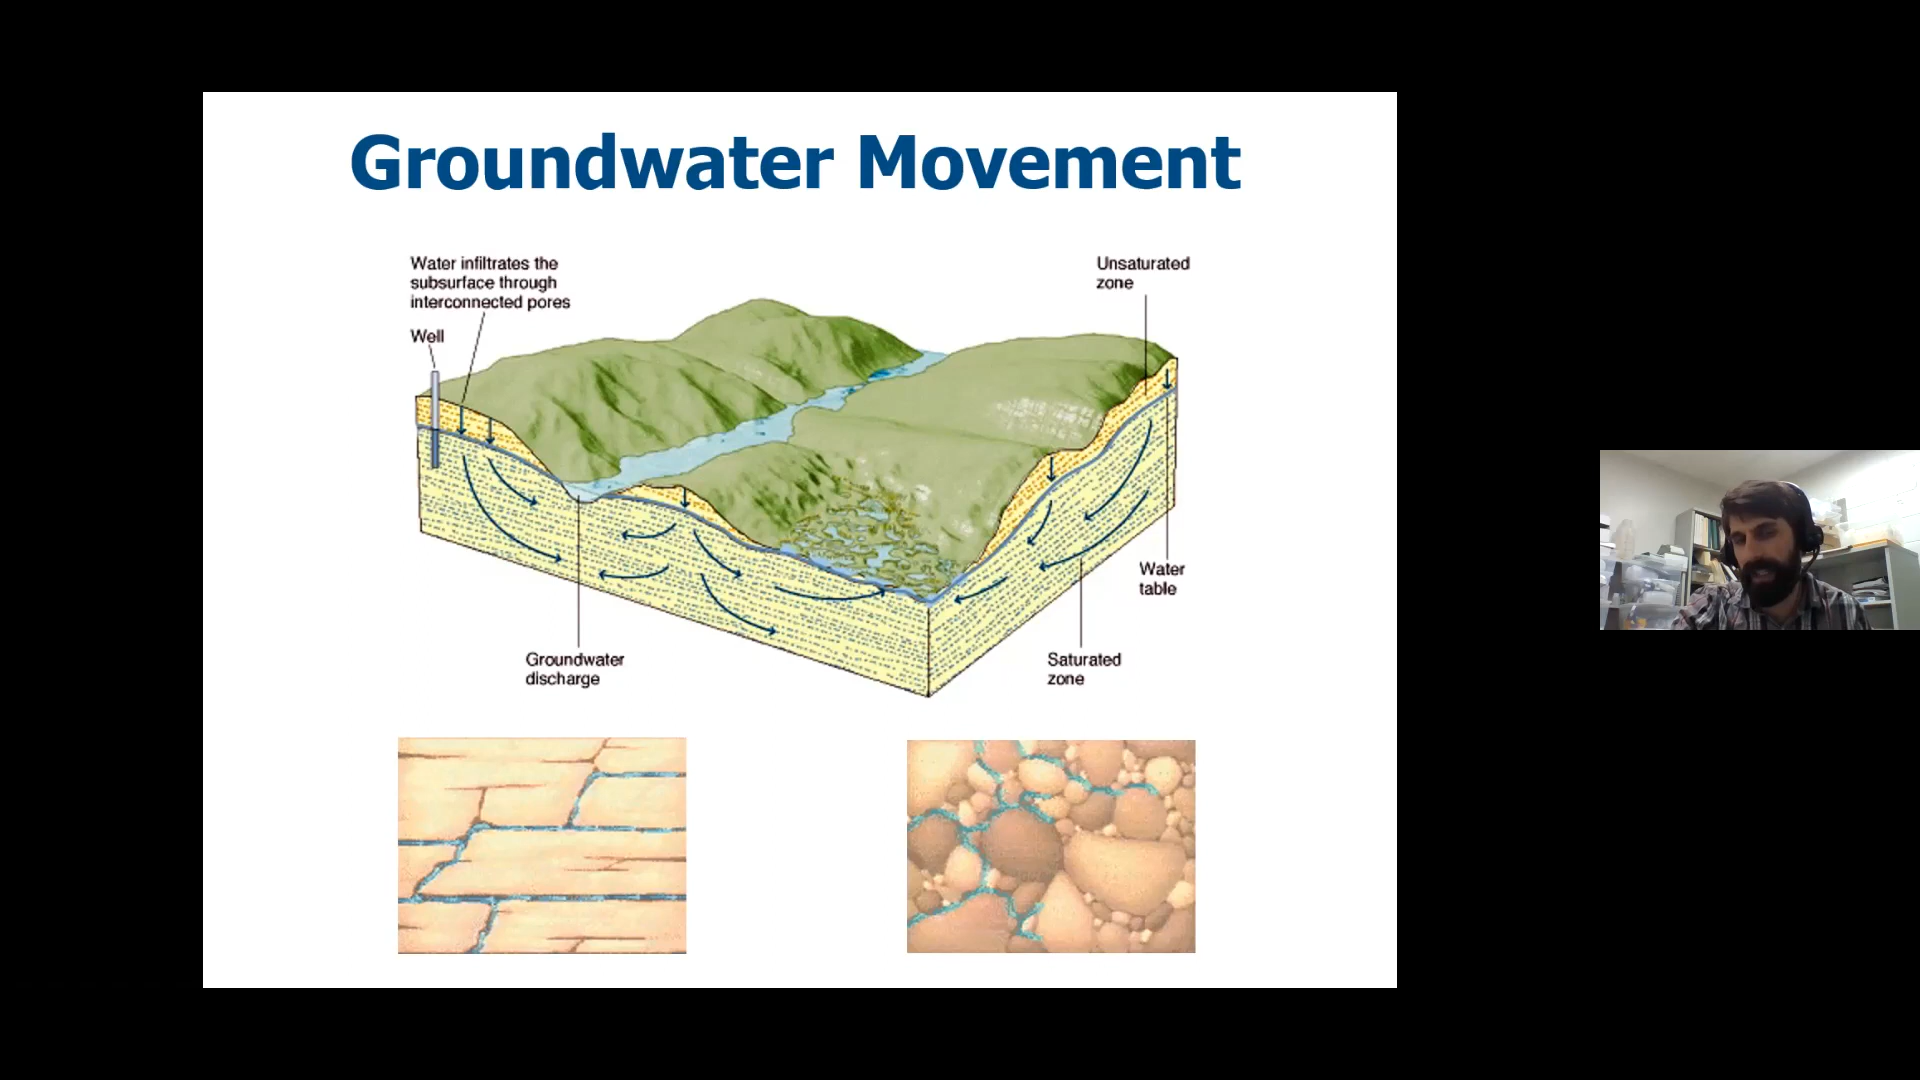 Groundwater Movement
Water infiltrates the
subsurface through
interconnected pores
Well
Unsaturated
zone
Water
table
Groundwater
discharge
Saturated
zone